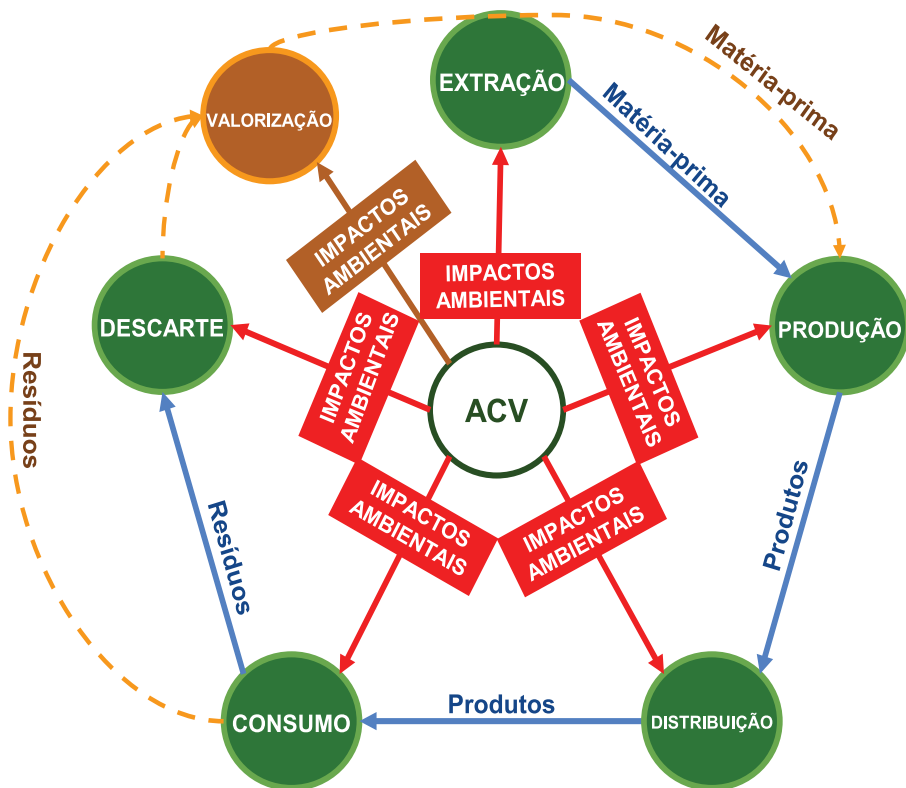 EXTRAÇÃO
Matéria-prima
VALORIZAÇÃO
Matéria-prima
IMPACTOS
AMBIENTAIS
IMPACTOS
AMBIENTAIS
DESCARTE
IMPACTOS
AMBIENTAIS
IMPACTOS
AMBIENTAIS
PRODUÇÃO
Resíduos
ACV
IMPACTOS
AMBIENTAIS
IMPACTOS
AMBIENTAIS
Produtos
Resíduos
CONSUMO
Produtos
DISTRIBUIÇÃO